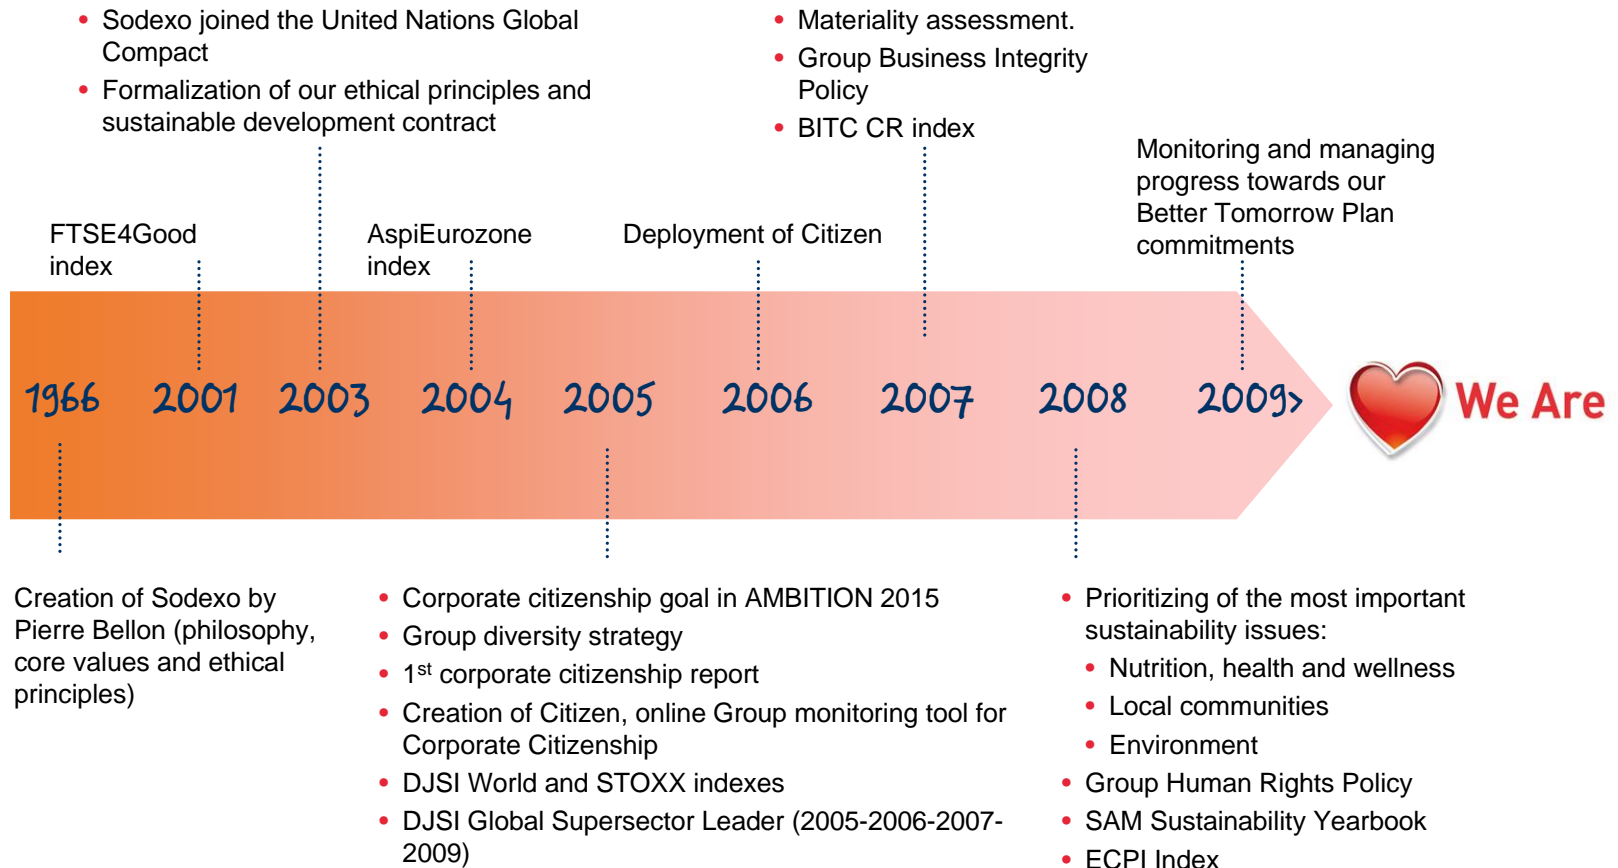 • Sodexo joined the United Nations Global
Compact
• Formalization of our ethical principles and
sustainable development contract
• Materiality assessment.
• Group Business Integrity
Policy
• BITC CR index
Monitoring and managing
progress towards our
Better Tomorrow Plan
commitments
FTSE4Good
index
AspiEurozone
index
Deployment of Citizen
1966 2001 2003 2004 2005 2006 2007 2008 2009>
We Are
Creation of Sodexo by
Pierre Bellon (philosophy,
core values and ethical
principles)
• Corporate citizenship goal in AMBITION 2015
• Group diversity strategy
• 1st corporate citizenship report
• Creation of Citizen, online Group monitoring tool for
Corporate Citizenship
• DJSI World and STOXX indexes
• DJSI Global Supersector Leader (2005-2006-2007-
2009)
• Prioritizing of the most important
sustainability issues:
• Nutrition, health and wellness
• Local communities
• Environment
• Group Human Rights Policy
• SAM Sustainability Yearbook
• ECPI Index